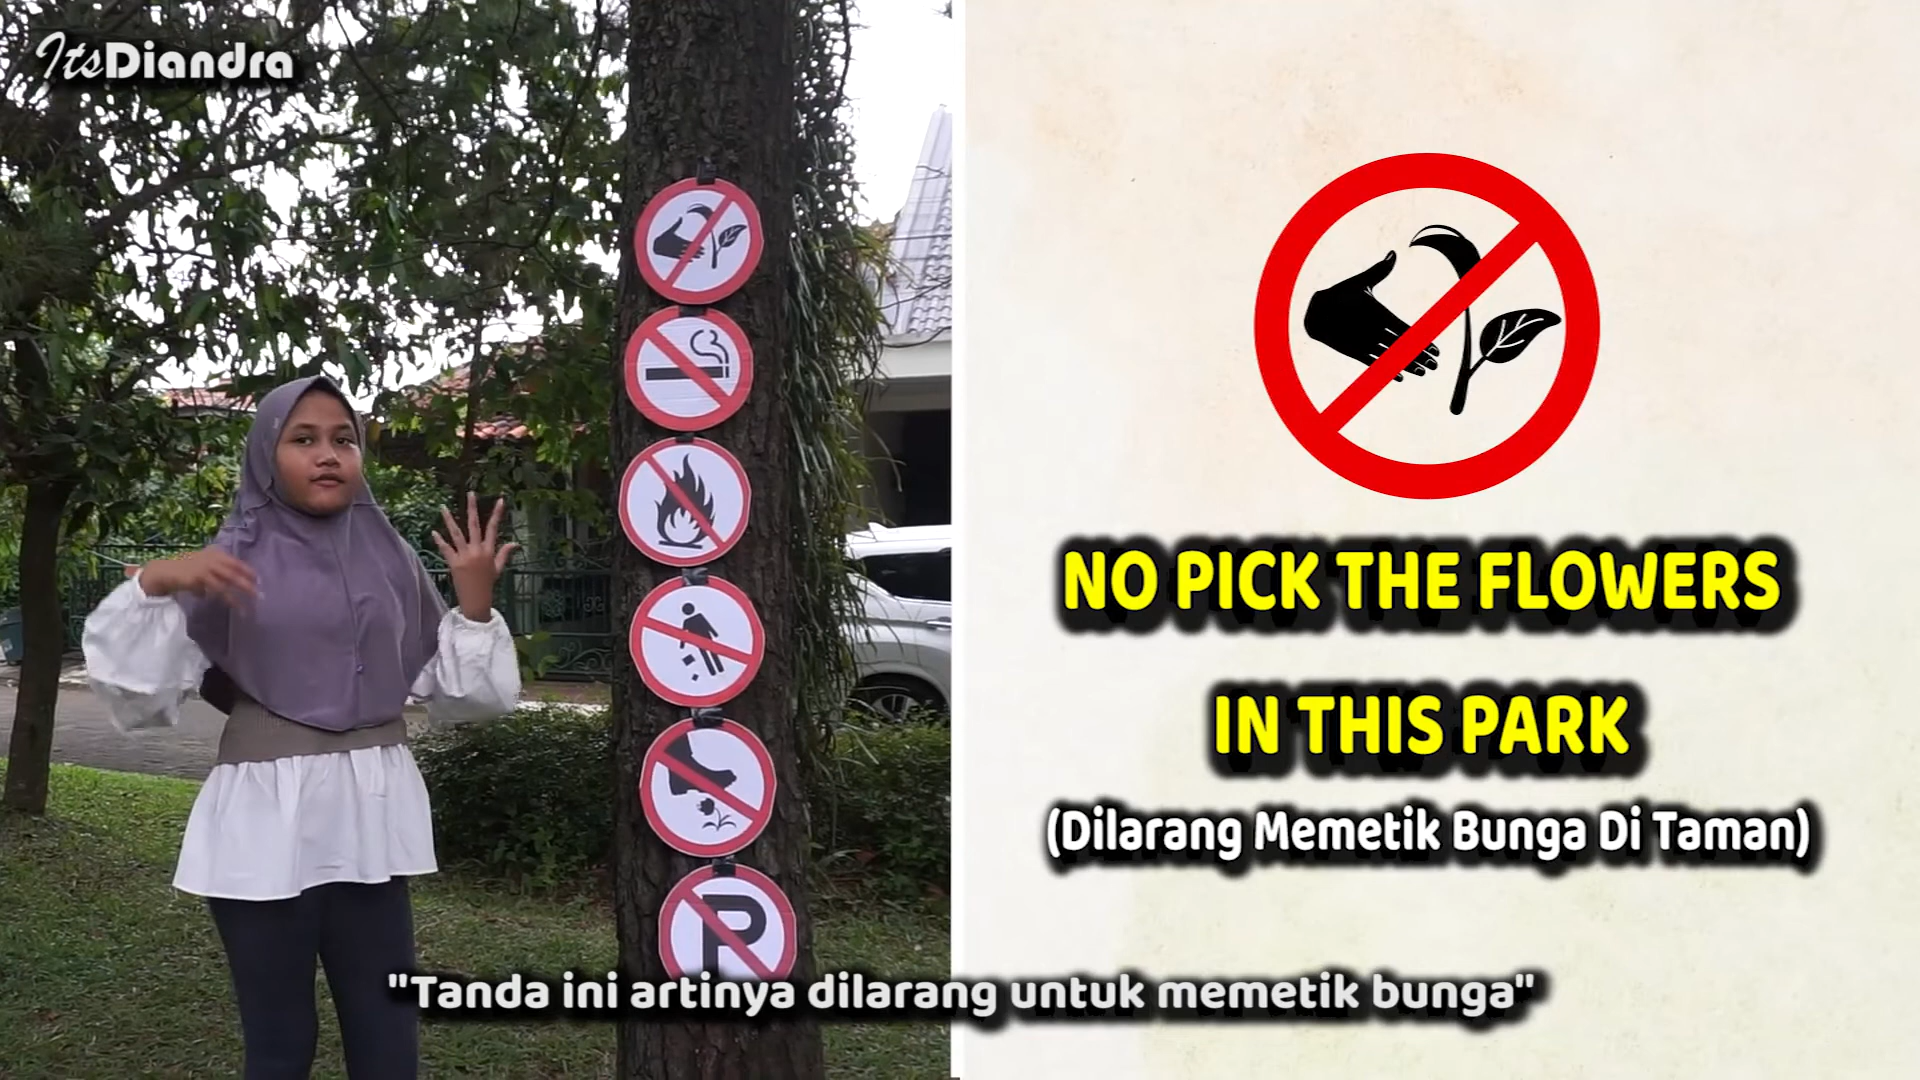 ItsDiandra
P
NO PICK THE FLOWERS
IN THIS PARK
(Dilarang Memetik Bunga Di Taman)
"Tanda ini artinya dilarang untuk memetik bunga"